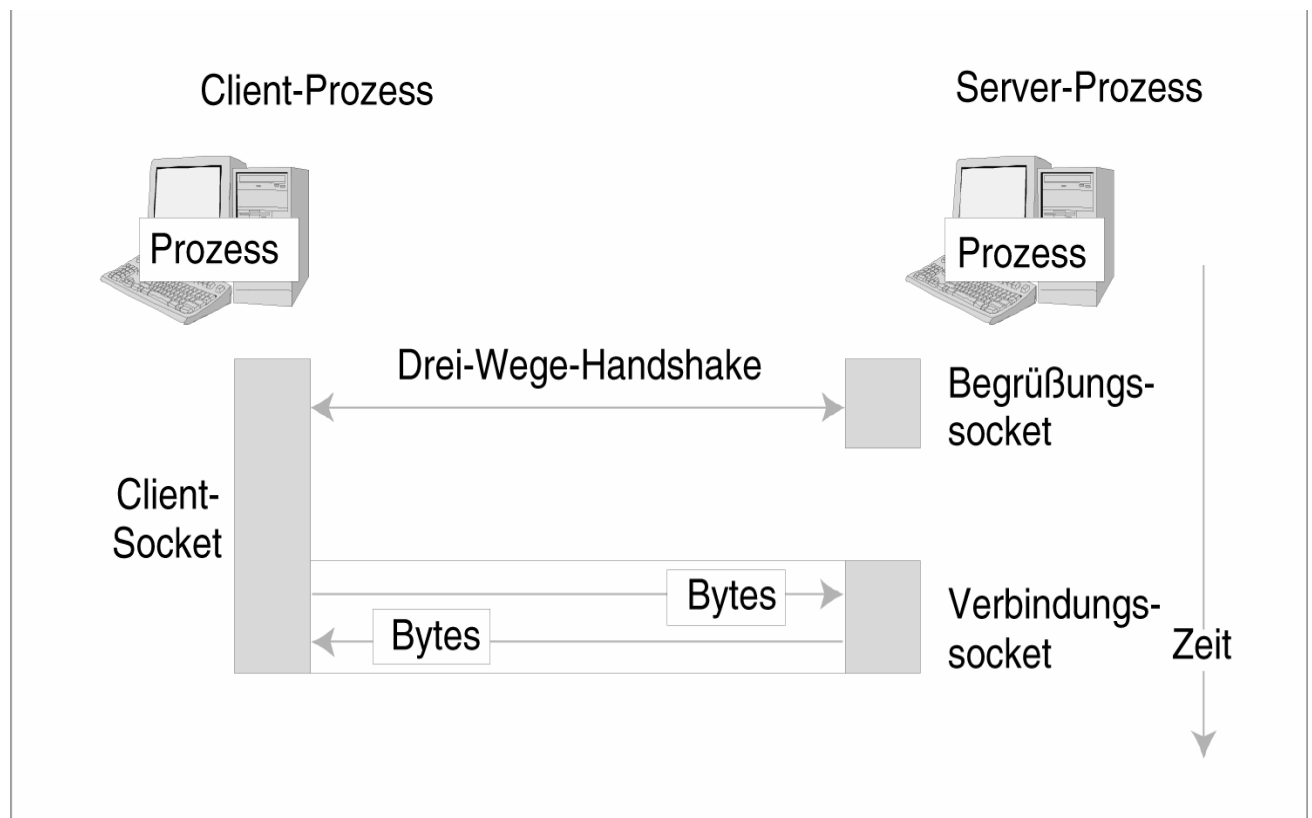 Client-Prozess
Server-Prozess
Prozess
Prozess
Drei-Wege-Handshake
Begrüßungs-
socket
Client-
Socket
Bytes
Bytes
Verbindungs-
socket
Zeit